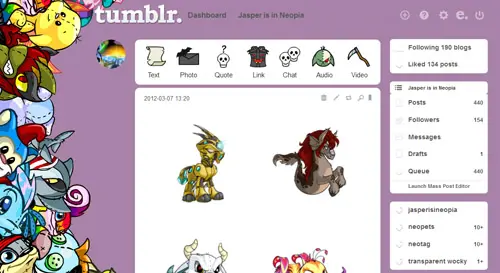 tumblr.
Dashboard
Jasper is in Neopia
Text
Photo
Quote
Link
Chat
Audio
Video
2012-03-07 13:20
Following 190 blogs
Liked 134 posts
Jasper is in Neopia
Posts 440
Followers 154
Messages
Drafts 1
Queue 440
Launch Mass Post Editor
jasperisineopia
neopets 10+
neotag 10+
transparent wocky 1